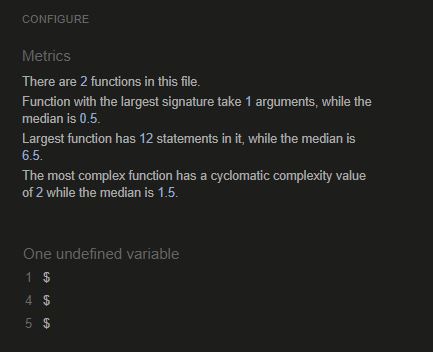 CONFIGURE
Metrics
There are 2 functions in this file.
Function with the largest signature take 1 arguments, while the
median is 0.5.
Largest function has 12 statements in it, while the median is
6.5.
The most complex function has a cyclomatic complexity value
of 2 while the median is 1.5.
One undefined variable
1 $
4 $
5 $